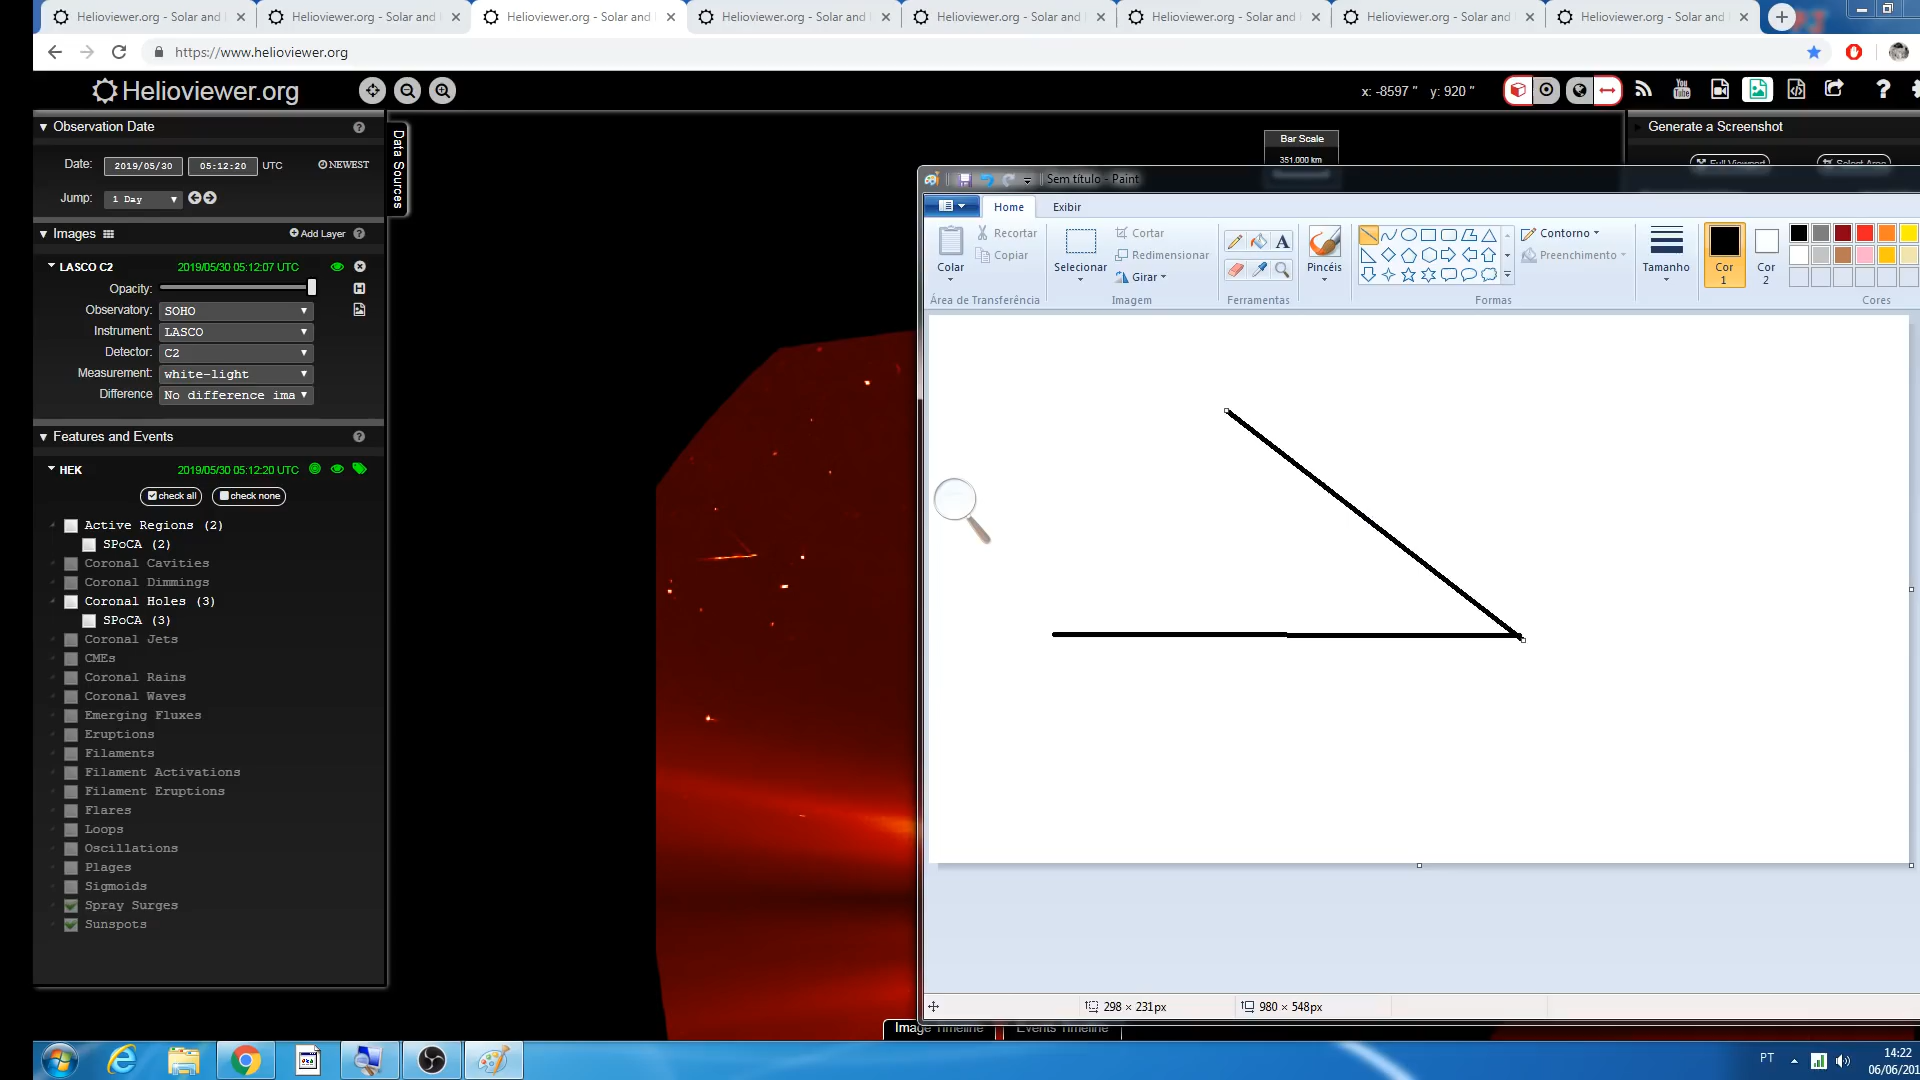 Helioviewer.org - Solar and
Helioviewer.org - Solar and
Helioviewer.org - Solar and
Helioviewer.org - Solar and
Helioviewer.org - Solar and
Helioviewer.org - Solar and
Helioviewer.org - Solar and
Helioviewer.org - Solar and
https://www.helioviewer.org
Helioviewer.org
x: -8597 " y: 920 "
You Tube
?
Observation Date
Date: 2019/05/30 05:12:20 UTC NEWEST
Jump: 1 Day
Data Sources
Images Add Layer
LASCO C2 2019/05/30 05:12:07 UTC
Opacity:
Observatory: SOHO
Instrument: LASCO
Detector: C2
Measurement: white-light
Difference No difference ima
Features and Events
HEK 2019/05/30 05:12:20 UTC
check all check none
Active Regions (2)
SPoCA (2)
Coronal Cavities
Coronal Dimmings
Coronal Holes (3)
SPoCA (3)
Coronal Jets
CMEs
Coronal Rains
Coronal Waves
Emerging Fluxes
Eruptions
Filaments
Filament Activations
Filament Eruptions
Flares
Loops
Oscillations
Plages
Sigmoids
Spray Surges
Sunspots
Bar Scale
351.000 km
Generate a Screenshot
Full Viewport Select Area
Sem título - Paint
Home Exibir
Colar
Recortar
Copiar
Área de Transferência
Selecionar
Cortar
Redimensionar
Girar
Imagem
A
Ferramentas
Pincéis
Contorno
Preenchimento
Formas
Tamanho
Cor 1
Cor 2
Cores
298 × 231px
980 × 548px
Image Timeline
Events Timeline
PT
14:22
06/06/201